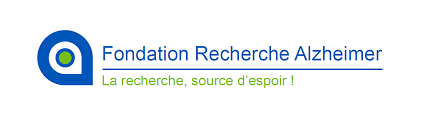 Fondation Recherche Alzheimer
La recherche, source d'espoir !